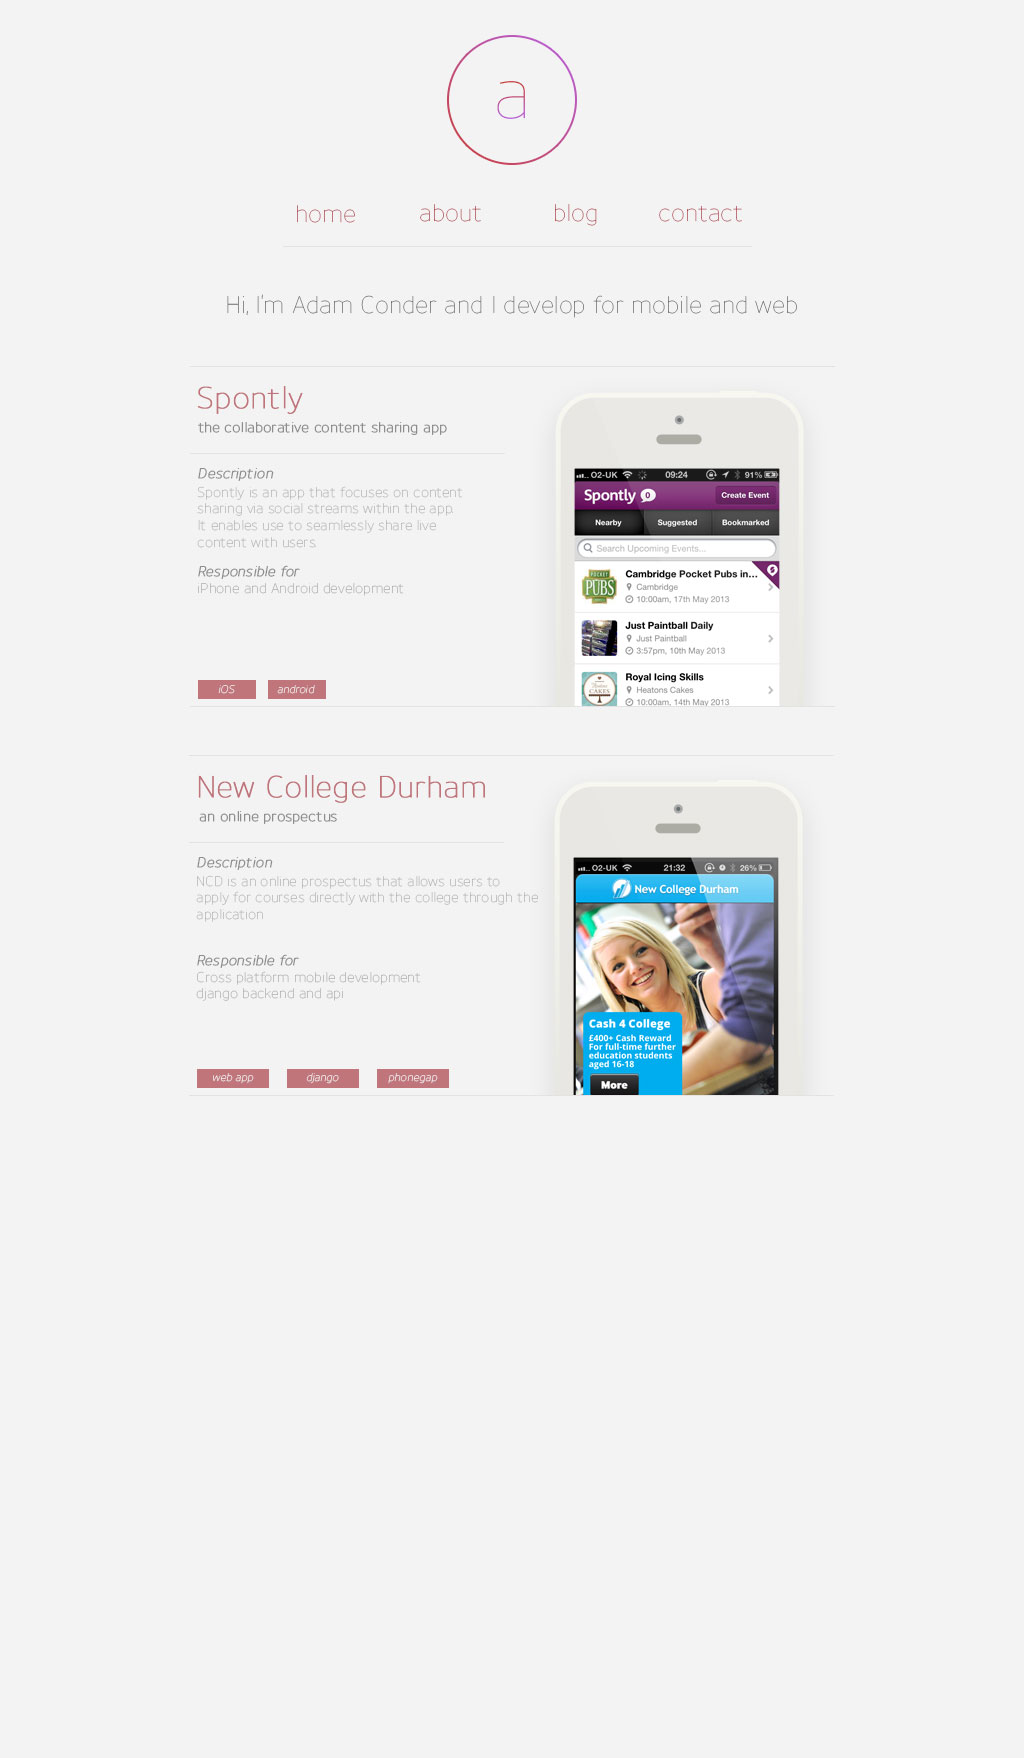 a
home about blog contact
Hi, I'm Adam Conder and I develop for mobile and web
Spontly
the collaborative content sharing app
Description
Spontly is an app that focuses on content
sharing via social streams within the app.
It enables use to seamlessly share live
content with users.
Responsible for
iPhone and Android development
iOS android
O2-UK 09:24 91%
Spontly 0 Create Event
Nearby Suggested Bookmarked
Search Upcoming Events...
POCKET PUBS
Cambridge Pocket Pubs in...
Cambridge
10:00am, 17th May 2013
Just Paintball Daily
Just Paintball
3:57pm, 10th May 2013
CAKES
Royal Icing Skills
Heatons Cakes
10:00am, 14th May 2013
New College Durham
an online prospectus
Description
NCD is an online prospectus that allows users to
apply for courses directly with the college through the
application
Responsible for
Cross platform mobile development
django backend and api
web app django phonegap
O2-UK 21:32 26%
New College Durham
Cash 4 College
£400+ Cash Reward
For full-time further
education students
aged 16-18
More